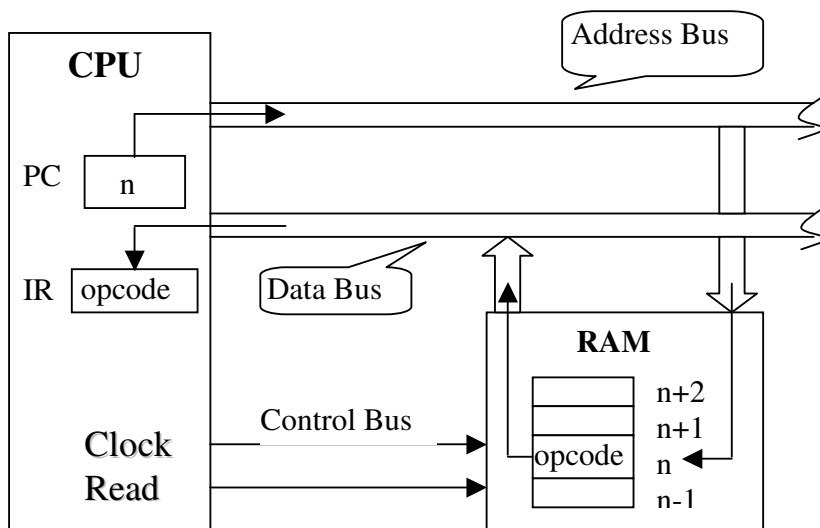 Address Bus
CPU
PC
n
IR
opcode
Data Bus
RAM
n+2
n+1
opcode
n
n-1
Control Bus
Clock
Read